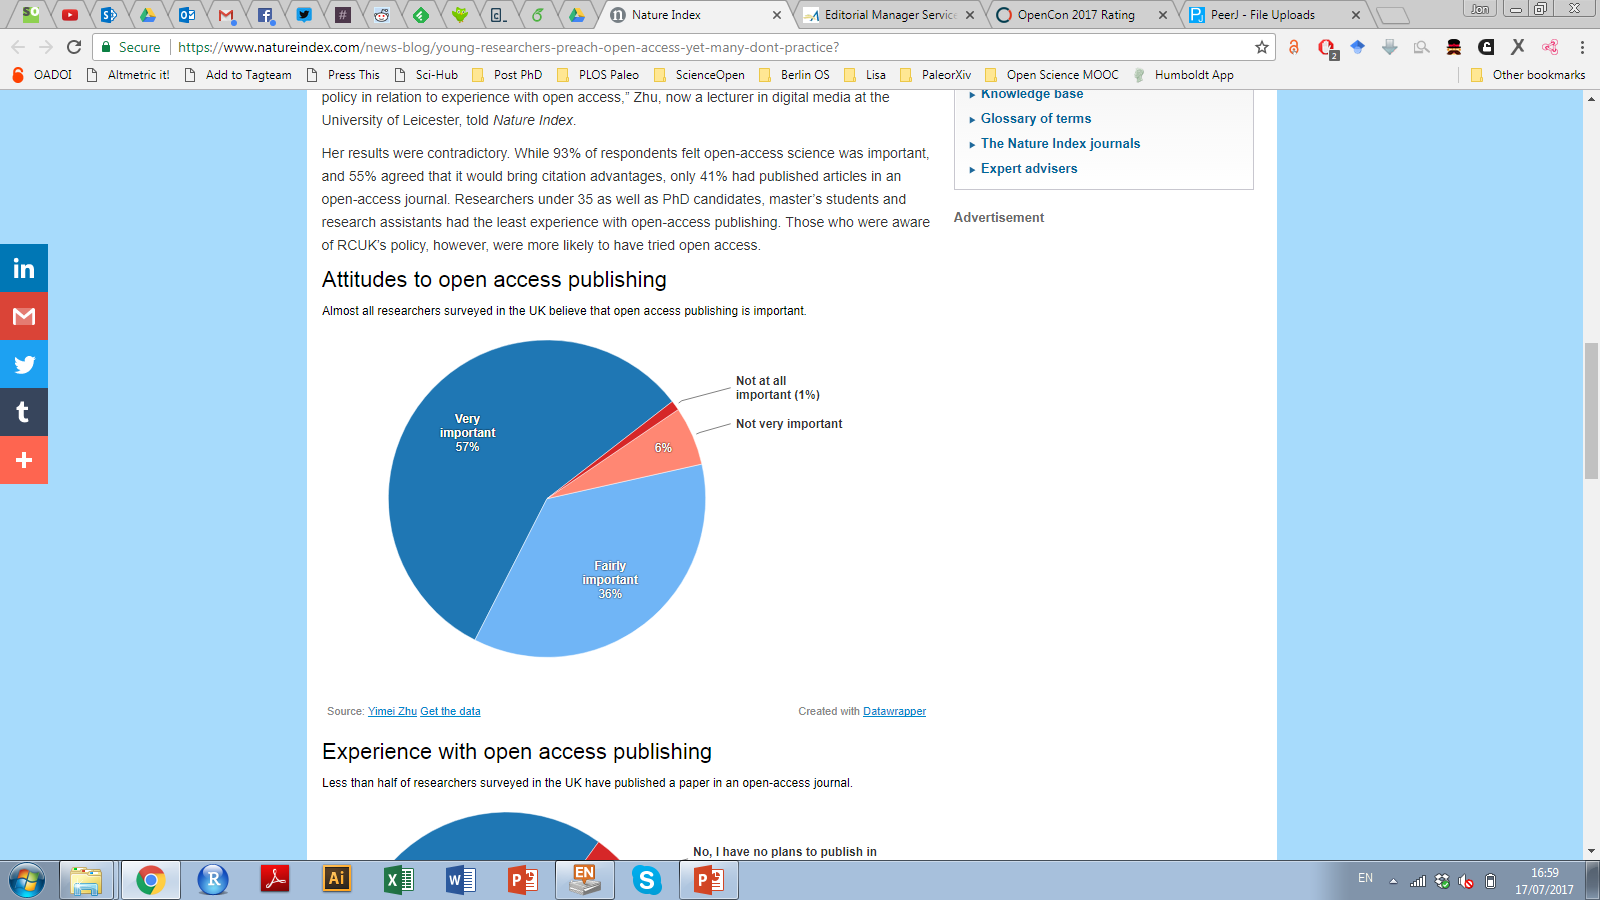 Nature Index
Editorial Manager Service
OpenCon 2017 Rating
PeerJ - File Uploads
Jon
Secure
https://www.natureindex.com/news-blog/young-researchers-preach-open-access-yet-many-dont-practice?
2
OADOI
Altmetric it!
Add to Tagteam
Press This
Sci-Hub
Post PhD
PLOS Paleo
ScienceOpen
Berlin OS
Lisa
PaleorXiv
Open Science MOOC
Humboldt App
Other bookmarks
policy in relation to experience with open access,” Zhu, now a lecturer in digital media at the
University of Leicester, told Nature Index.
Her results were contradictory. While 93% of respondents felt open-access science was important,
and 55% agreed that it would bring citation advantages, only 41% had published articles in an
open-access journal. Researchers under 35 as well as PhD candidates, master’s students and
research assistants had the least experience with open-access publishing. Those who were aware
of RCUK’s policy, however, were more likely to have tried open access.
Knowledge base
Glossary of terms
The Nature Index journals
Expert advisers
Advertisement
Attitudes to open access publishing
Almost all researchers surveyed in the UK believe that open access publishing is important.
Not at all
important (1%)
Not very important
Very
important
57%
6%
Fairly
important
36%
Source: Yimei Zhu Get the data
Created with Datawrapper
Experience with open access publishing
Less than half of researchers surveyed in the UK have published a paper in an open-access journal.
No, I have no plans to publish in
EN
16:59
17/07/2017